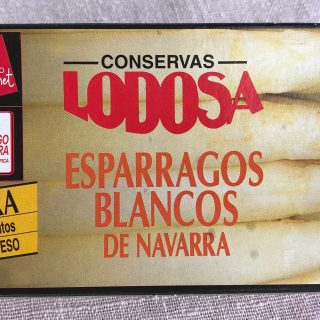 CONSERVAS
LODOSA
ESPARRAGOS
BLANCOS
DE NAVARRA